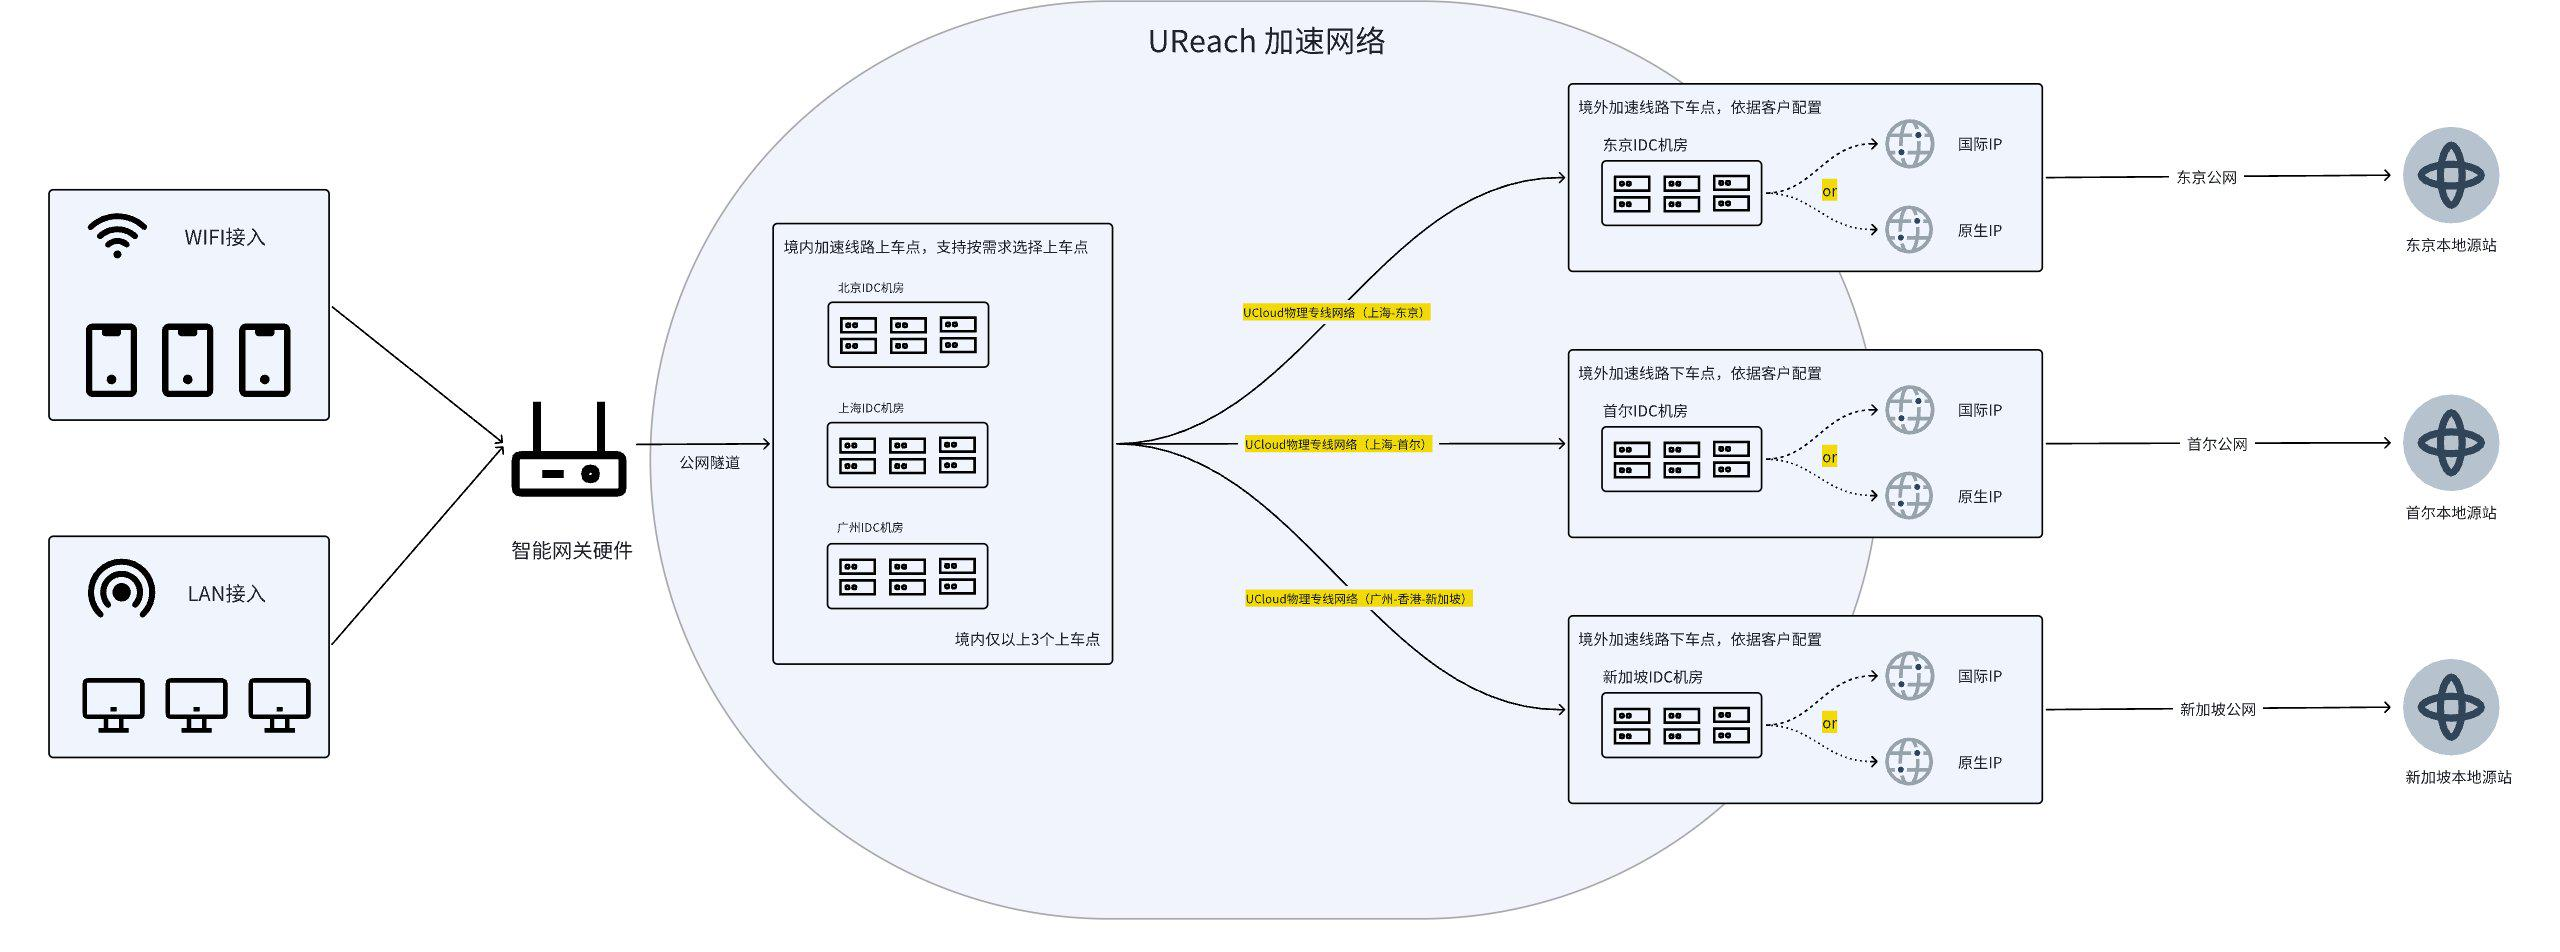 UReach 加速网络
WIFI接入
LAN接入
智能网关硬件
公网隧道
境内加速线路上车点，支持按需求选择上车点
北京IDC机房
上海IDC机房
广州IDC机房
境内仅以上3个上车点
UCloud物理专线网络（上海-东京）
UCloud物理专线网络（上海-首尔）
UCloud物理专线网络（广州-香港-新加坡）
境外加速线路下车点，依据客户配置
东京IDC机房
国际IP
or
原生IP
东京公网
东京本地源站
境外加速线路下车点，依据客户配置
首尔IDC机房
国际IP
or
原生IP
首尔公网
首尔本地源站
境外加速线路下车点，依据客户配置
新加坡IDC机房
国际IP
or
原生IP
新加坡公网
新加坡本地源站